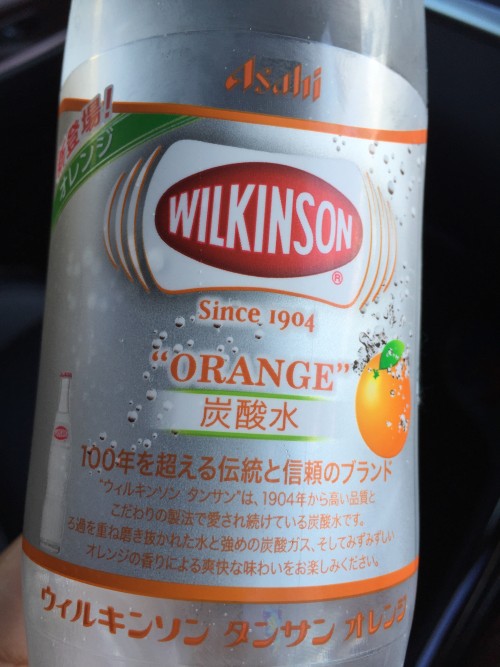 Asahi
新登場!
オレンジ
WILKINSON
®
Since 1904
"ORANGE"
炭酸水
100年を超える伝統と信頼のブランド
"ウィルキンソン タンサン"は、1904年から高い品質と
こだわりの製法で愛され続けている炭酸水です。
ろ過を重ね磨き抜かれた水と強めの炭酸ガス、そしてみずみずしい
オレンジの香りによる爽快な味わいをお楽しみください。
ウィルキンソン タンサン オレンジ